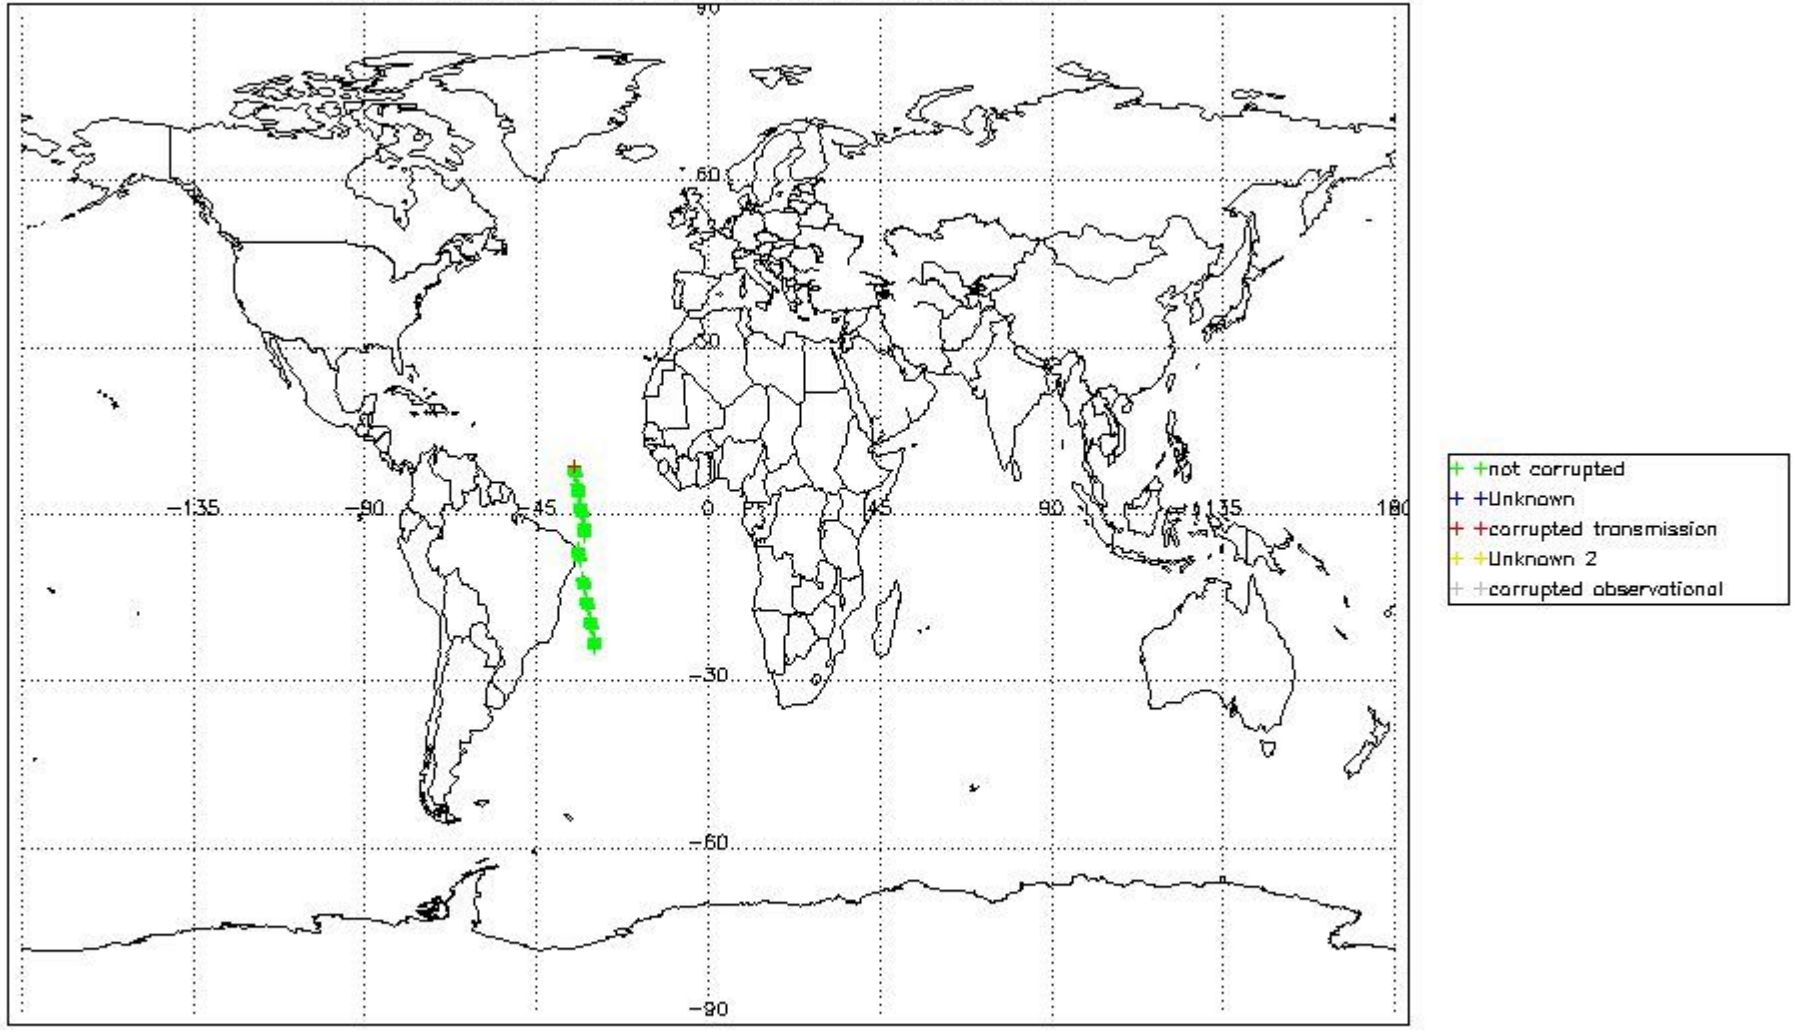 90
60
30
-135
-90
-45
0
45
90
135
180
-30
-60
-90
not corrupted
Unknown
corrupted transmission
Unknown 2
corrupted observational